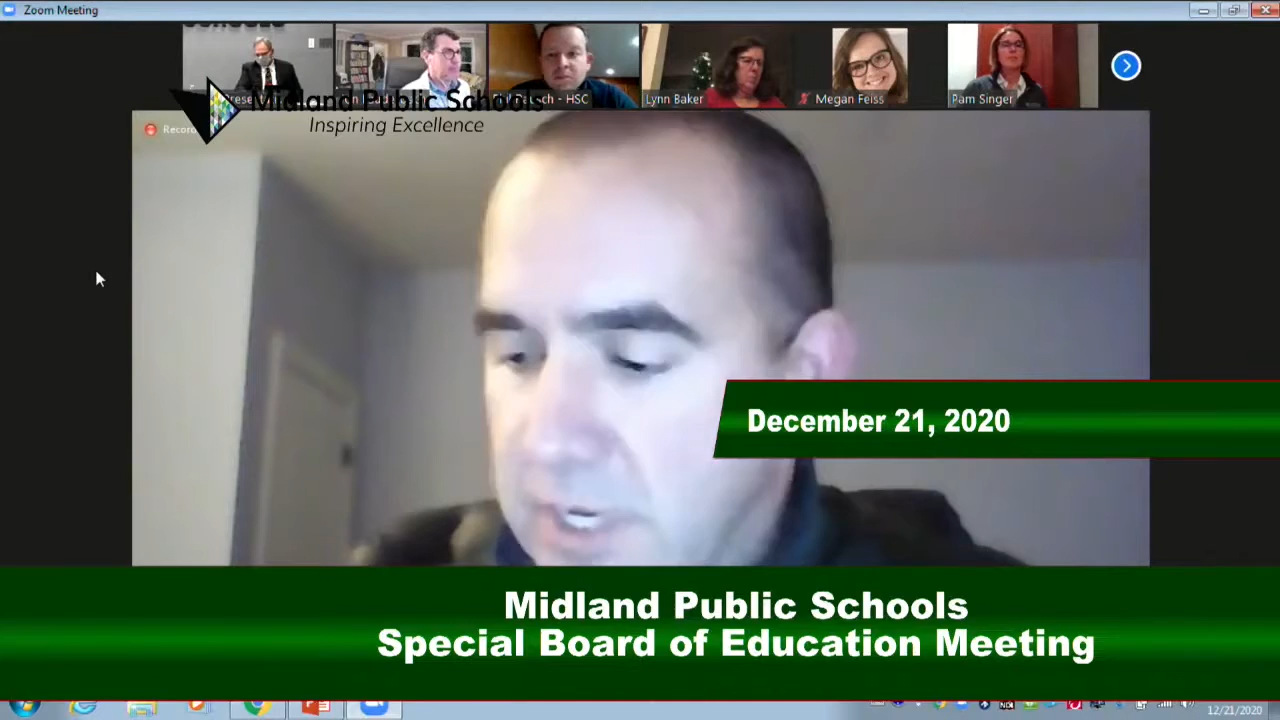 Zoom Meeting
Lynn Baker
Megan Feiss
Pam Singer
- HSC
Midland Public Schools
Inspiring Excellence
December 21, 2020
Midland Public Schools
Special Board of Education Meeting
12/21/2020